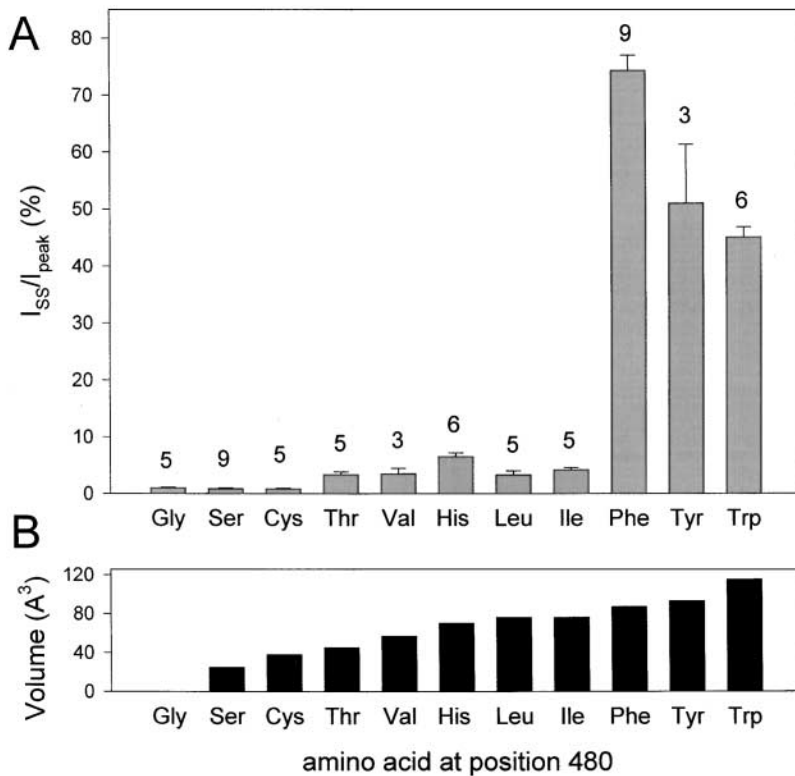 A
I_SS/I_peak (%)
80
70
60
50
40
30
20
10
0
5 9 5 5 3 6 5 5 9 3 6
Gly Ser Cys Thr Val His Leu Ile Phe Tyr Trp
B
Volume (A³)
120
80
40
0
Gly Ser Cys Thr Val His Leu Ile Phe Tyr Trp
amino acid at position 480